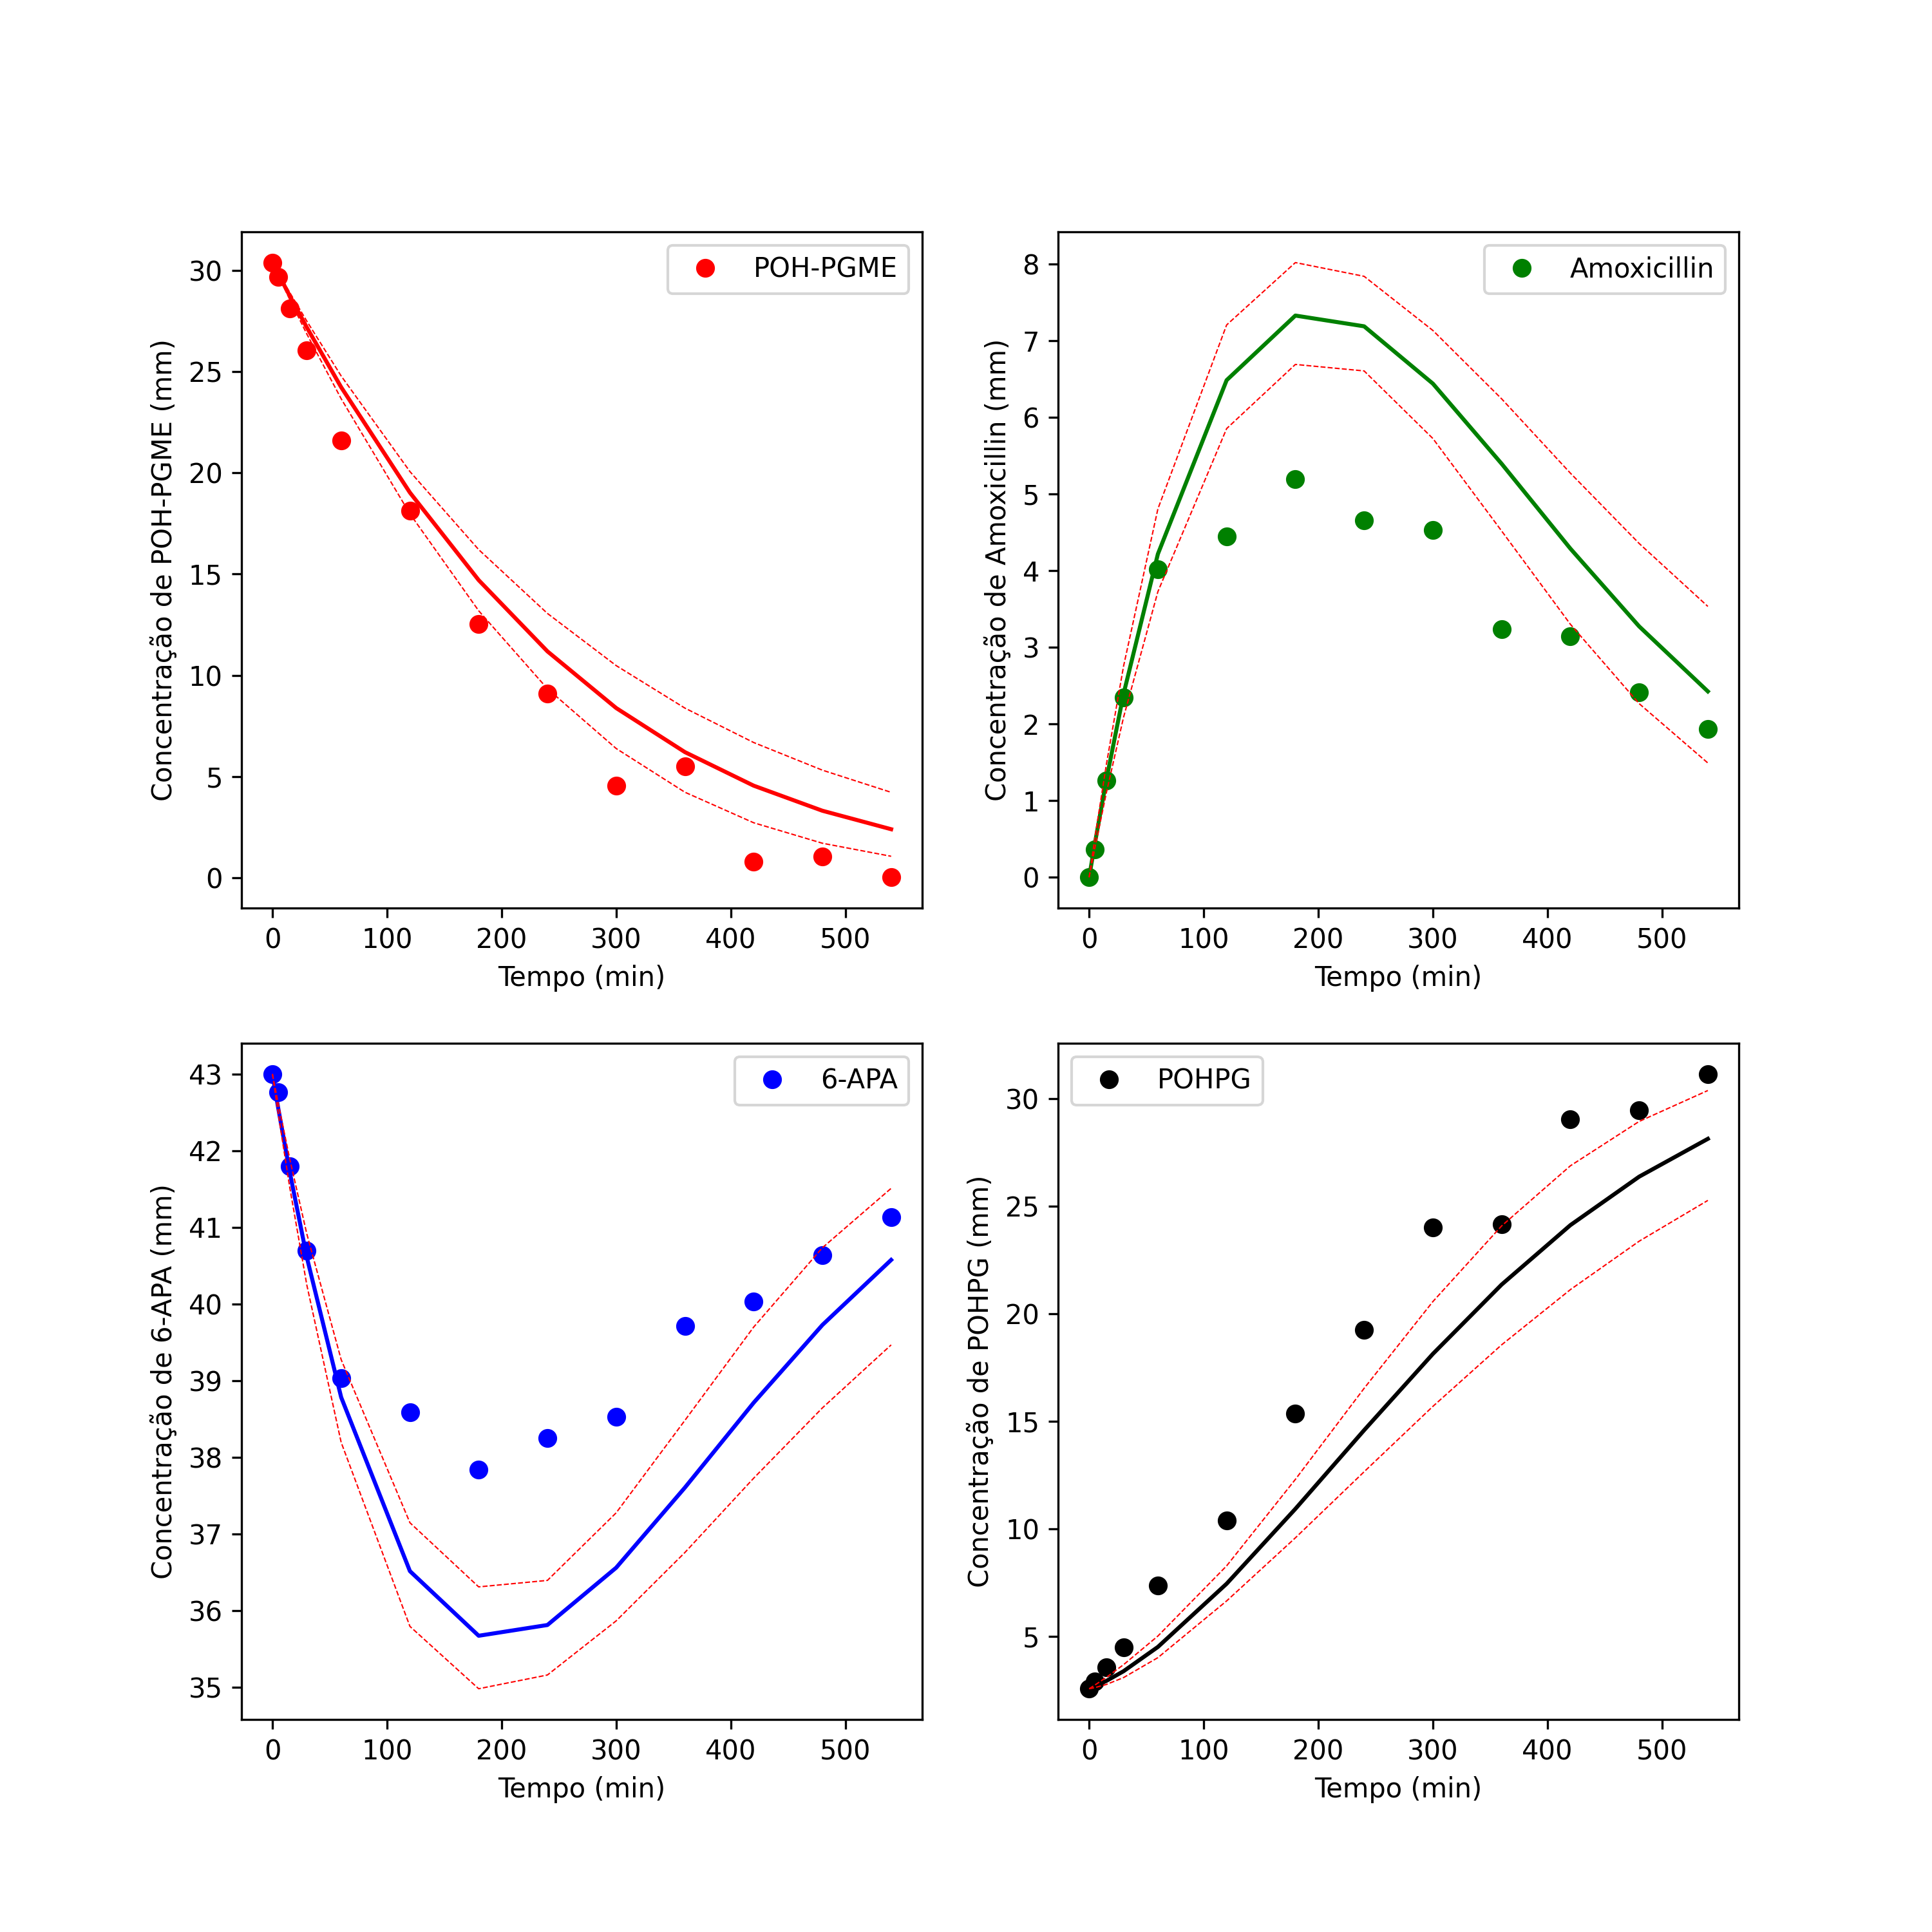 POH-PGME
Concentração de POH-PGME (mm)
30
25
20
15
10
5
0
0 100 200 300 400 500
Tempo (min)
Amoxicillin
Concentração de Amoxicillin (mm)
8
7
6
5
4
3
2
1
0
0 100 200 300 400 500
Tempo (min)
6-APA
Concentração de 6-APA (mm)
43
42
41
40
39
38
37
36
35
0 100 200 300 400 500
Tempo (min)
POHPG
Concentração de POHPG (mm)
30
25
20
15
10
5
0 100 200 300 400 500
Tempo (min)